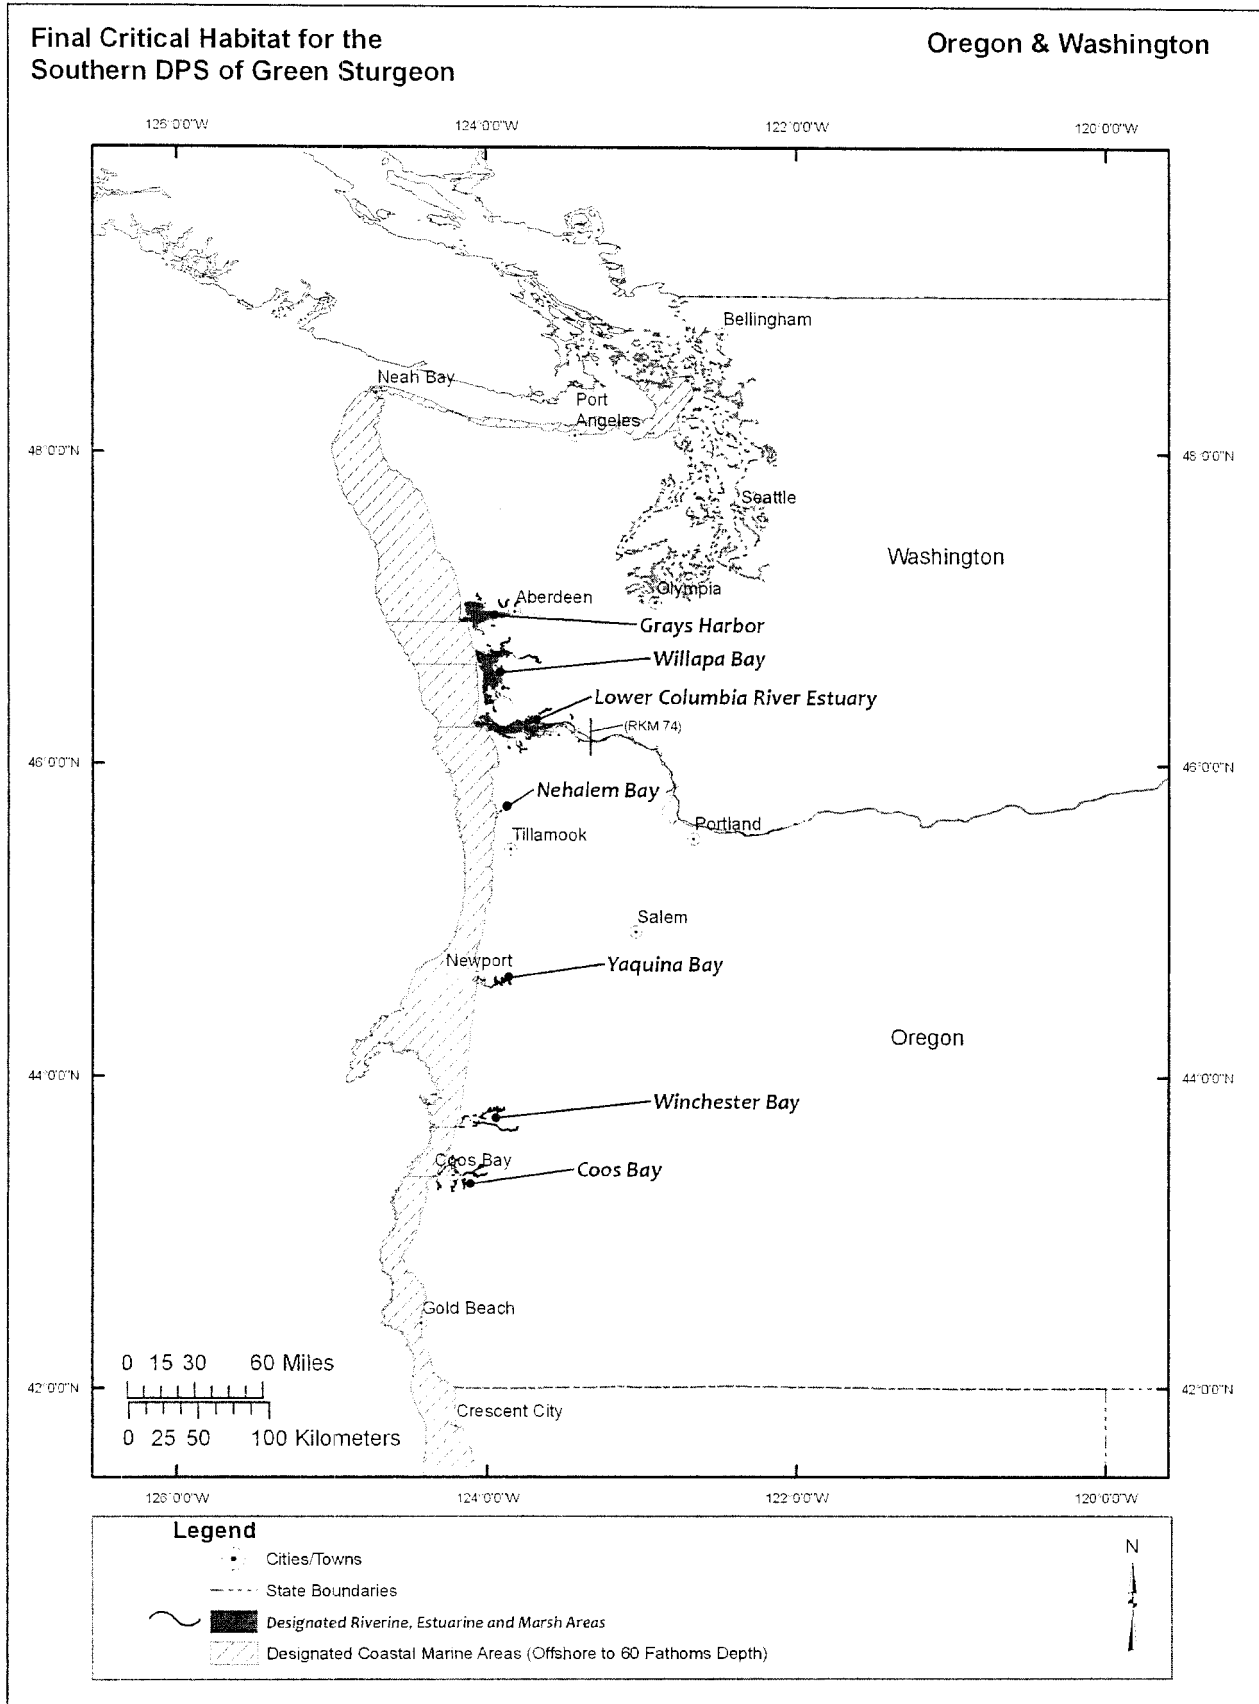 Final Critical Habitat for the
Southern DPS of Green Sturgeon
Oregon & Washington
126°0'0"W
124°0'0"W
122°0'0"W
120°0'0"W
Bellingham
Neah Bay
Port
Angeles
48°0'0"N
48°0'0"N
Seattle
Washington
Olympia
Aberdeen
Grays Harbor
Willapa Bay
Lower Columbia River Estuary
(RKM 74)
46°0'0"N
46°0'0"N
Nehalem Bay
Portland
Tillamook
Salem
Newport
Yaquina Bay
Oregon
44°0'0"N
44°0'0"N
Winchester Bay
Coos Bay
Coos Bay
Gold Beach
0 15 30 60 Miles
42°0'0"N
42°0'0"N
Crescent City
0 25 50 100 Kilometers
126°0'0"W
124°0'0"W
122°0'0"W
120°0'0"W
Legend
Cities/Towns
State Boundaries
Designated Riverine, Estuarine and Marsh Areas
Designated Coastal Marine Areas (Offshore to 60 Fathoms Depth)
N